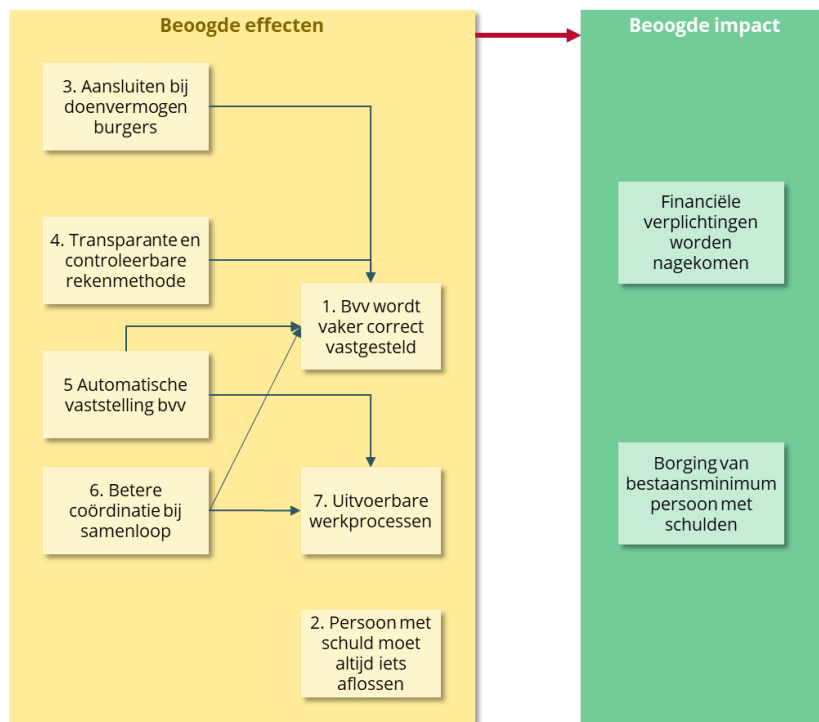 Beoogde effecten
3. Aansluiten bij
doenvermogen
burgers
4. Transparante en
controleerbare
rekenmethode
1. Bvv wordt
vaker correct
vastgesteld
5 Automatische
vaststelling bvv
6. Betere
coördinatie bij
samenloop
7. Uitvoerbare
werkprocessen
2. Persoon met
schuld moet
altijd iets
aflossen
Beoogde impact
Financiële
verplichtingen
worden
nagekomen
Borging van
bestaansminimum
persoon met
schulden